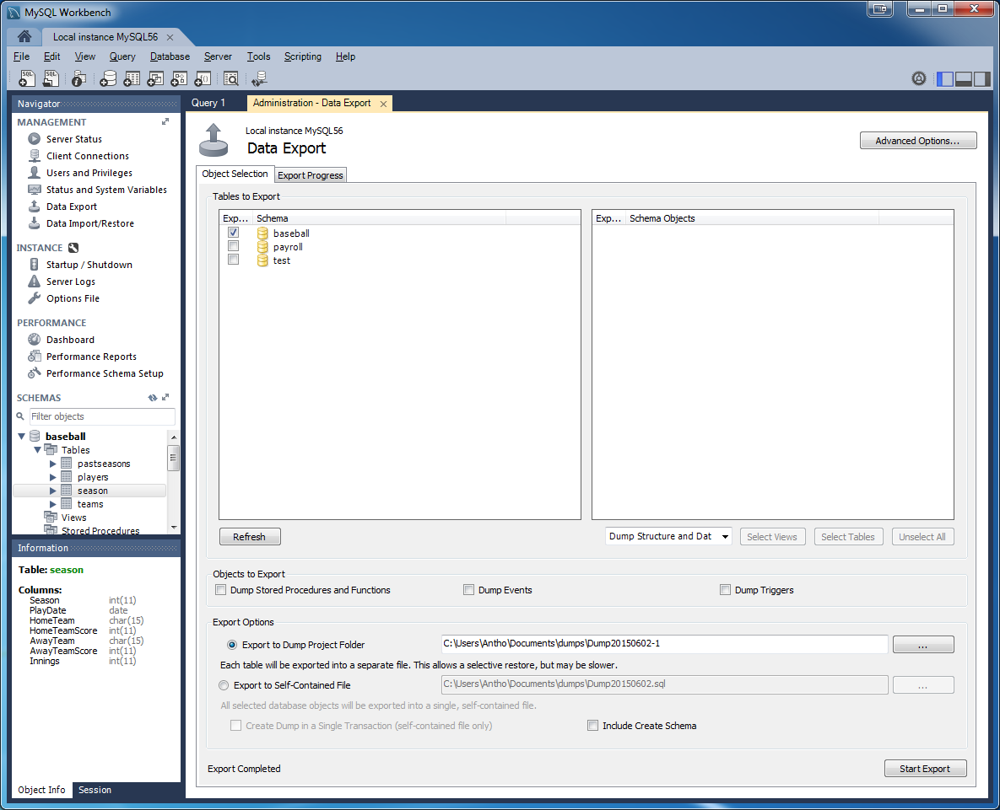 MySQL Workbench
Local instance MySQL56
File Edit View Query Database Server Tools Scripting Help
Navigator
MANAGEMENT
Server Status
Client Connections
Users and Privileges
Status and System Variables
Data Export
Data Import/Restore
INSTANCE
Startup / Shutdown
Server Logs
Options File
PERFORMANCE
Dashboard
Performance Reports
Performance Schema Setup
SCHEMAS
Filter objects
baseball
Tables
pastseasons
players
season
teams
Views
Stored Procedures
Information
Table: season
Columns:
Season int(11)
PlayDate date
HomeTeam char(15)
HomeTeamScore int(11)
AwayTeam char(15)
AwayTeamScore int(11)
Innings int(11)
Object Info Session
Query 1 Administration - Data Export
Local instance MySQL56
Data Export
Advanced Options...
Object Selection Export Progress
Tables to Export
Exp... Schema
baseball
payroll
test
Exp... Schema Objects
Refresh
Dump Structure and Dat Select Views Select Tables Unselect All
Objects to Export
Dump Stored Procedures and Functions Dump Events Dump Triggers
Export Options
Export to Dump Project Folder C:\Users\Antho\Documents\dumps\Dump20150602-1 ...
Each table will be exported into a separate file. This allows a selective restore, but may be slower.
Export to Self-Contained File C:\Users\Antho\Documents\dumps\Dump20150602.sql ...
All selected database objects will be exported into a single, self-contained file.
Create Dump in a Single Transaction (self-contained file only) Include Create Schema
Export Completed Start Export